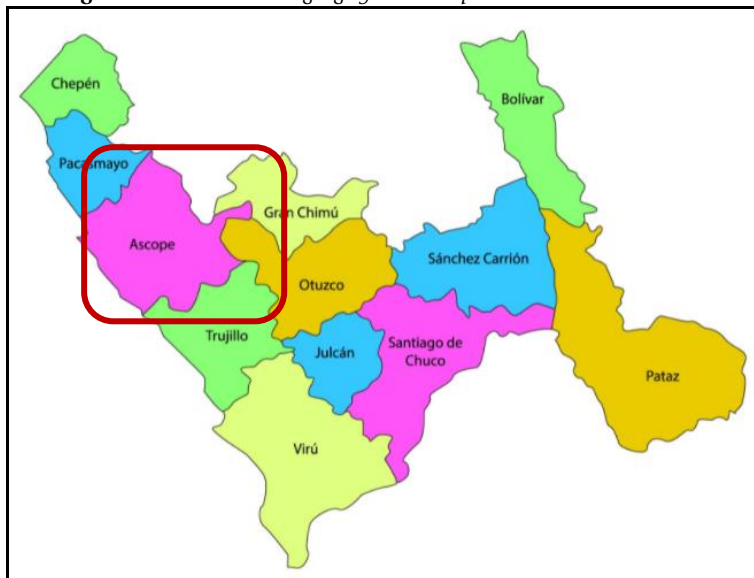 Chepén
Bolívar
Pacasmayo
Gran Chimú
Ascope
Sánchez Carrión
Otuzco
Trujillo
Julcán
Santiago de
Chuco
Pataz
Virú